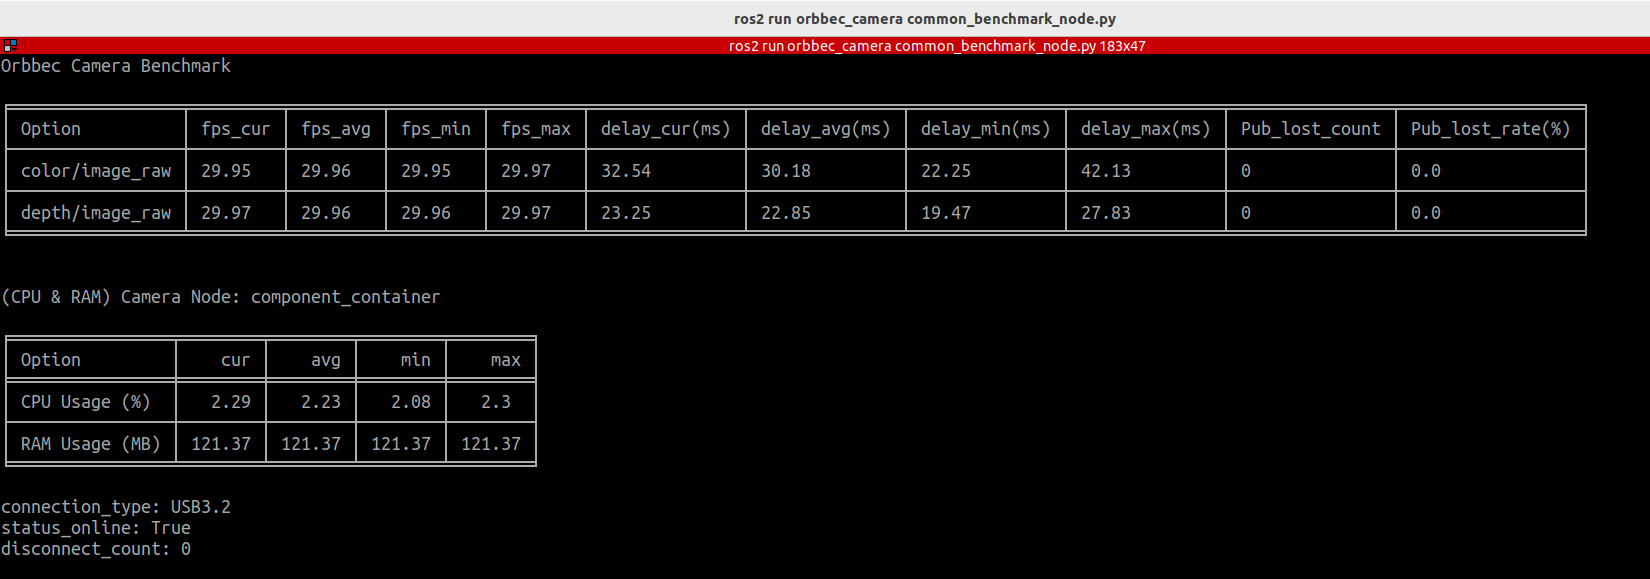 ros2 run orbbec_camera common_benchmark_node.py
ros2 run orbbec_camera common_benchmark_node.py 183x47
Orbbec Camera Benchmark
Option fps_cur fps_avg fps_min fps_max delay_cur(ms) delay_avg(ms) delay_min(ms) delay_max(ms) Pub_lost_count Pub_lost_rate(%)
color/image_raw 29.95 29.96 29.95 29.97 32.54 30.18 22.25 42.13 0 0.0
depth/image_raw 29.97 29.96 29.96 29.97 23.25 22.85 19.47 27.83 0 0.0
(CPU & RAM) Camera Node: component_container
Option cur avg min max
CPU Usage (%) 2.29 2.23 2.08 2.3
RAM Usage (MB) 121.37 121.37 121.37 121.37
connection_type: USB3.2
status_online: True
disconnect_count: 0